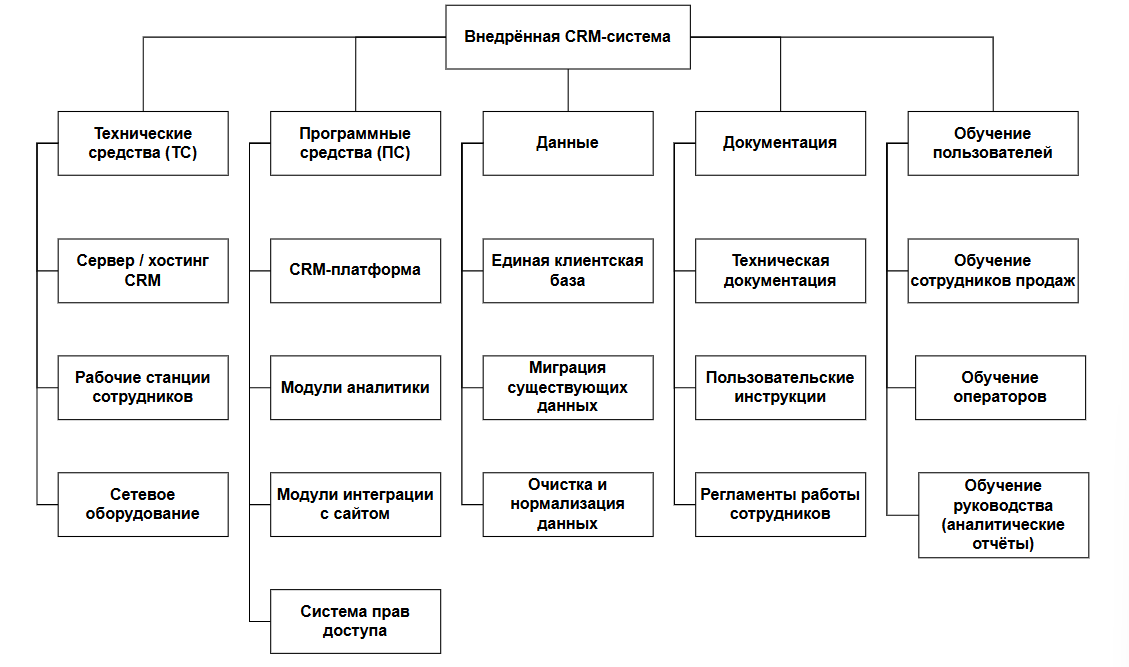 Внедрённая CRM-система
Технические
средства (ТС)
Программные
средства (ПС)
Данные
Документация
Обучение
пользователей
Сервер / хостинг
CRM
CRM-платформа
Единая клиентская
база
Техническая
документация
Обучение
сотрудников продаж
Рабочие станции
сотрудников
Модули аналитики
Миграция
существующих
данных
Пользовательские
инструкции
Обучение
операторов
Сетевое
оборудование
Модули интеграции
с сайтом
Очистка и
нормализация
данных
Регламенты работы
сотрудников
Обучение
руководства
(аналитические
отчёты)
Система прав
доступа